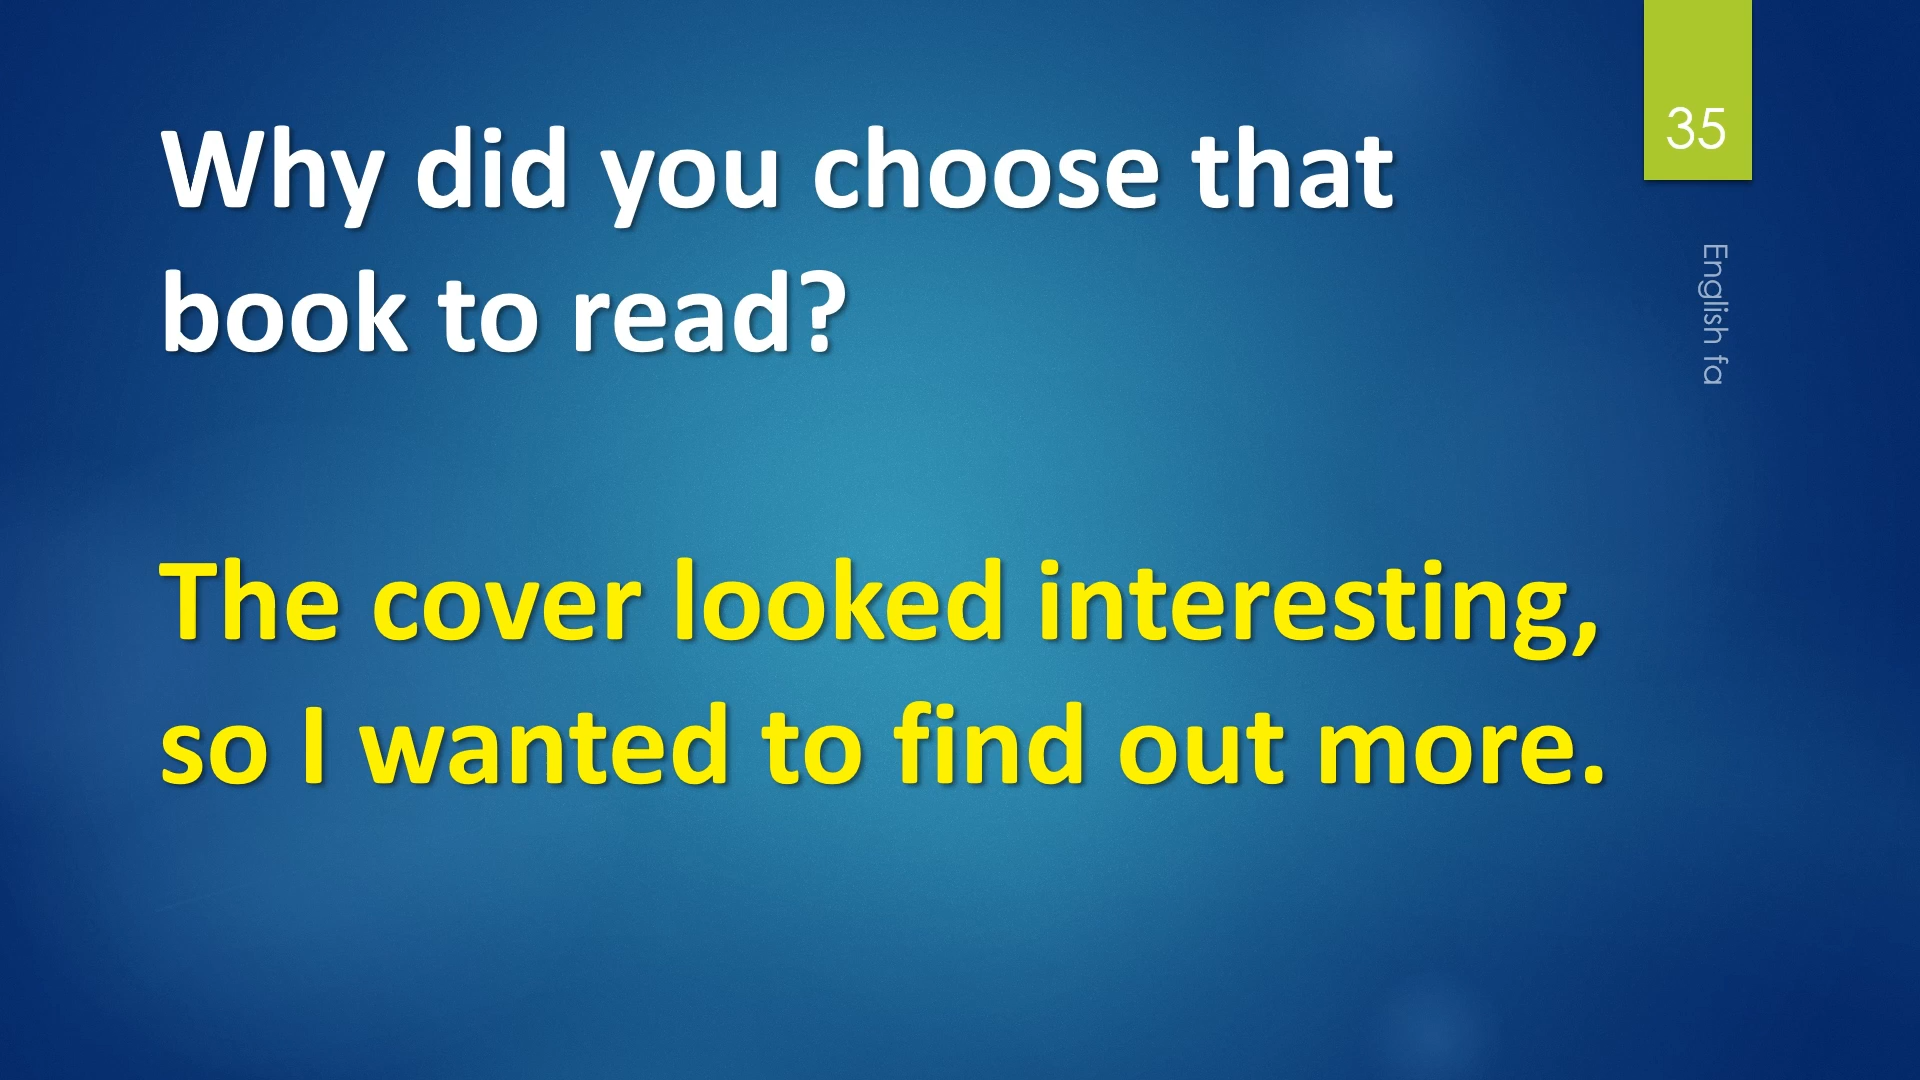 35
Why did you choose that
book to read?
English fa
The cover looked interesting,
so I wanted to find out more.